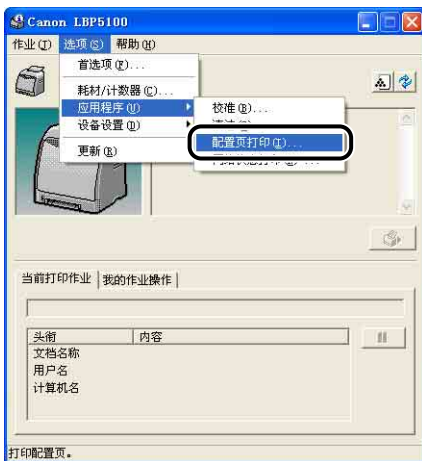 Canon LBP5100
作业(J) 选项(S) 帮助(H)
首选项(F)...
耗材/计数器(C)...
应用程序(U)
设备设置(D)
更新(R)
校准(B)...
配置页打印(I)...
当前打印作业 我的作业操作
头衔 内容
文档名称
用户名
计算机名
打印配置页。